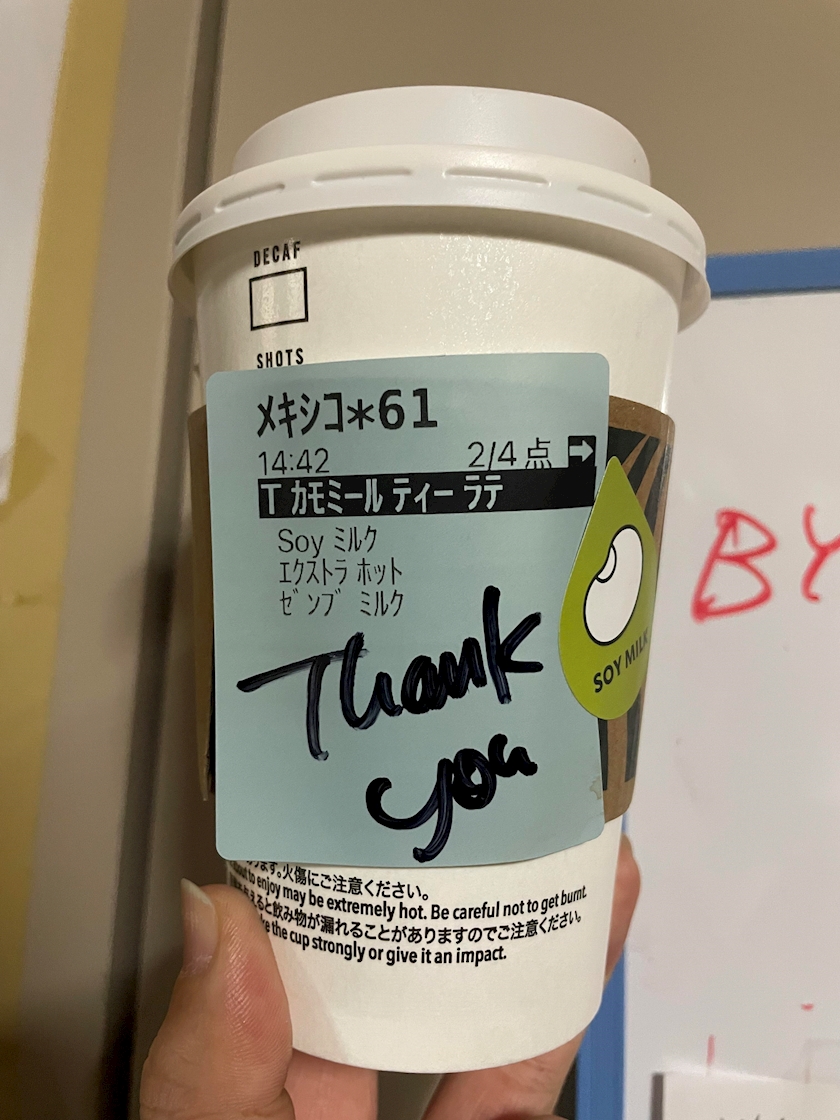 DECAF
SHOTS
メキシコ*61
14:42 2/4点 ➡
T カモミール ティー ラテ
Soy ミルク
エクストラ ホット
ゼンブ ミルク
Thank
you
SOY MILK
ます。火傷にご注意ください。
to enjoy may be extremely hot. Be careful not to get burnt.
ると飲み物が漏れることがありますのでご注意ください。
the cup strongly or give it an impact.
BY